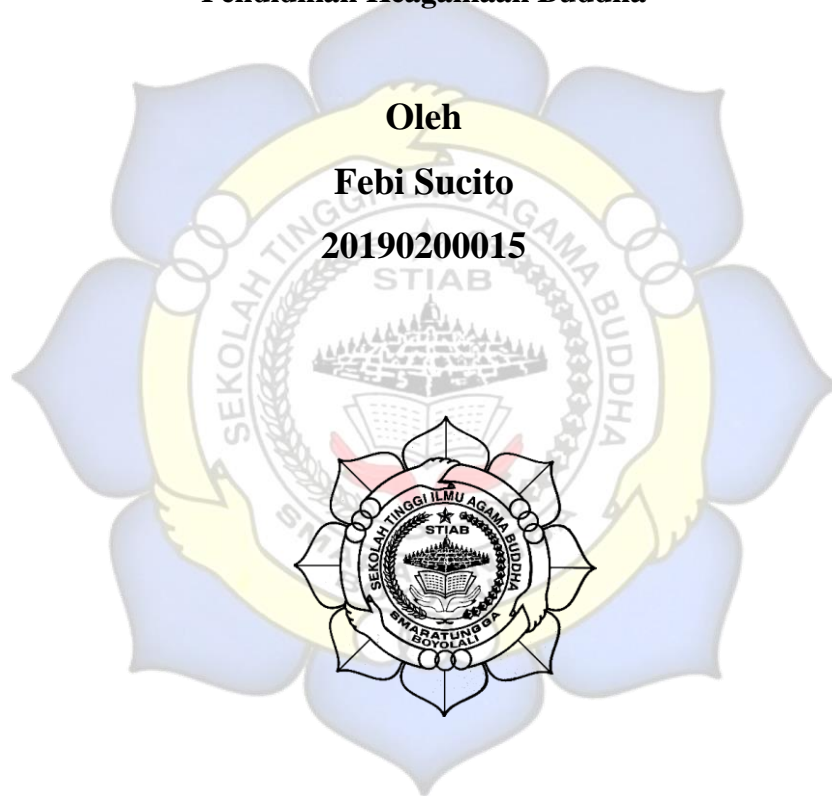 Pendidikan Keagamaan Buddha
Oleh
Febi Sucito
20190200015
SEKOLAH TINGGI ILMU AGAMA BUDDHA
STIAB
SEKOLAH TINGGI ILMU AGAMA BUDDHA
STIAB
SMARATUNGGA
BOYOLALI